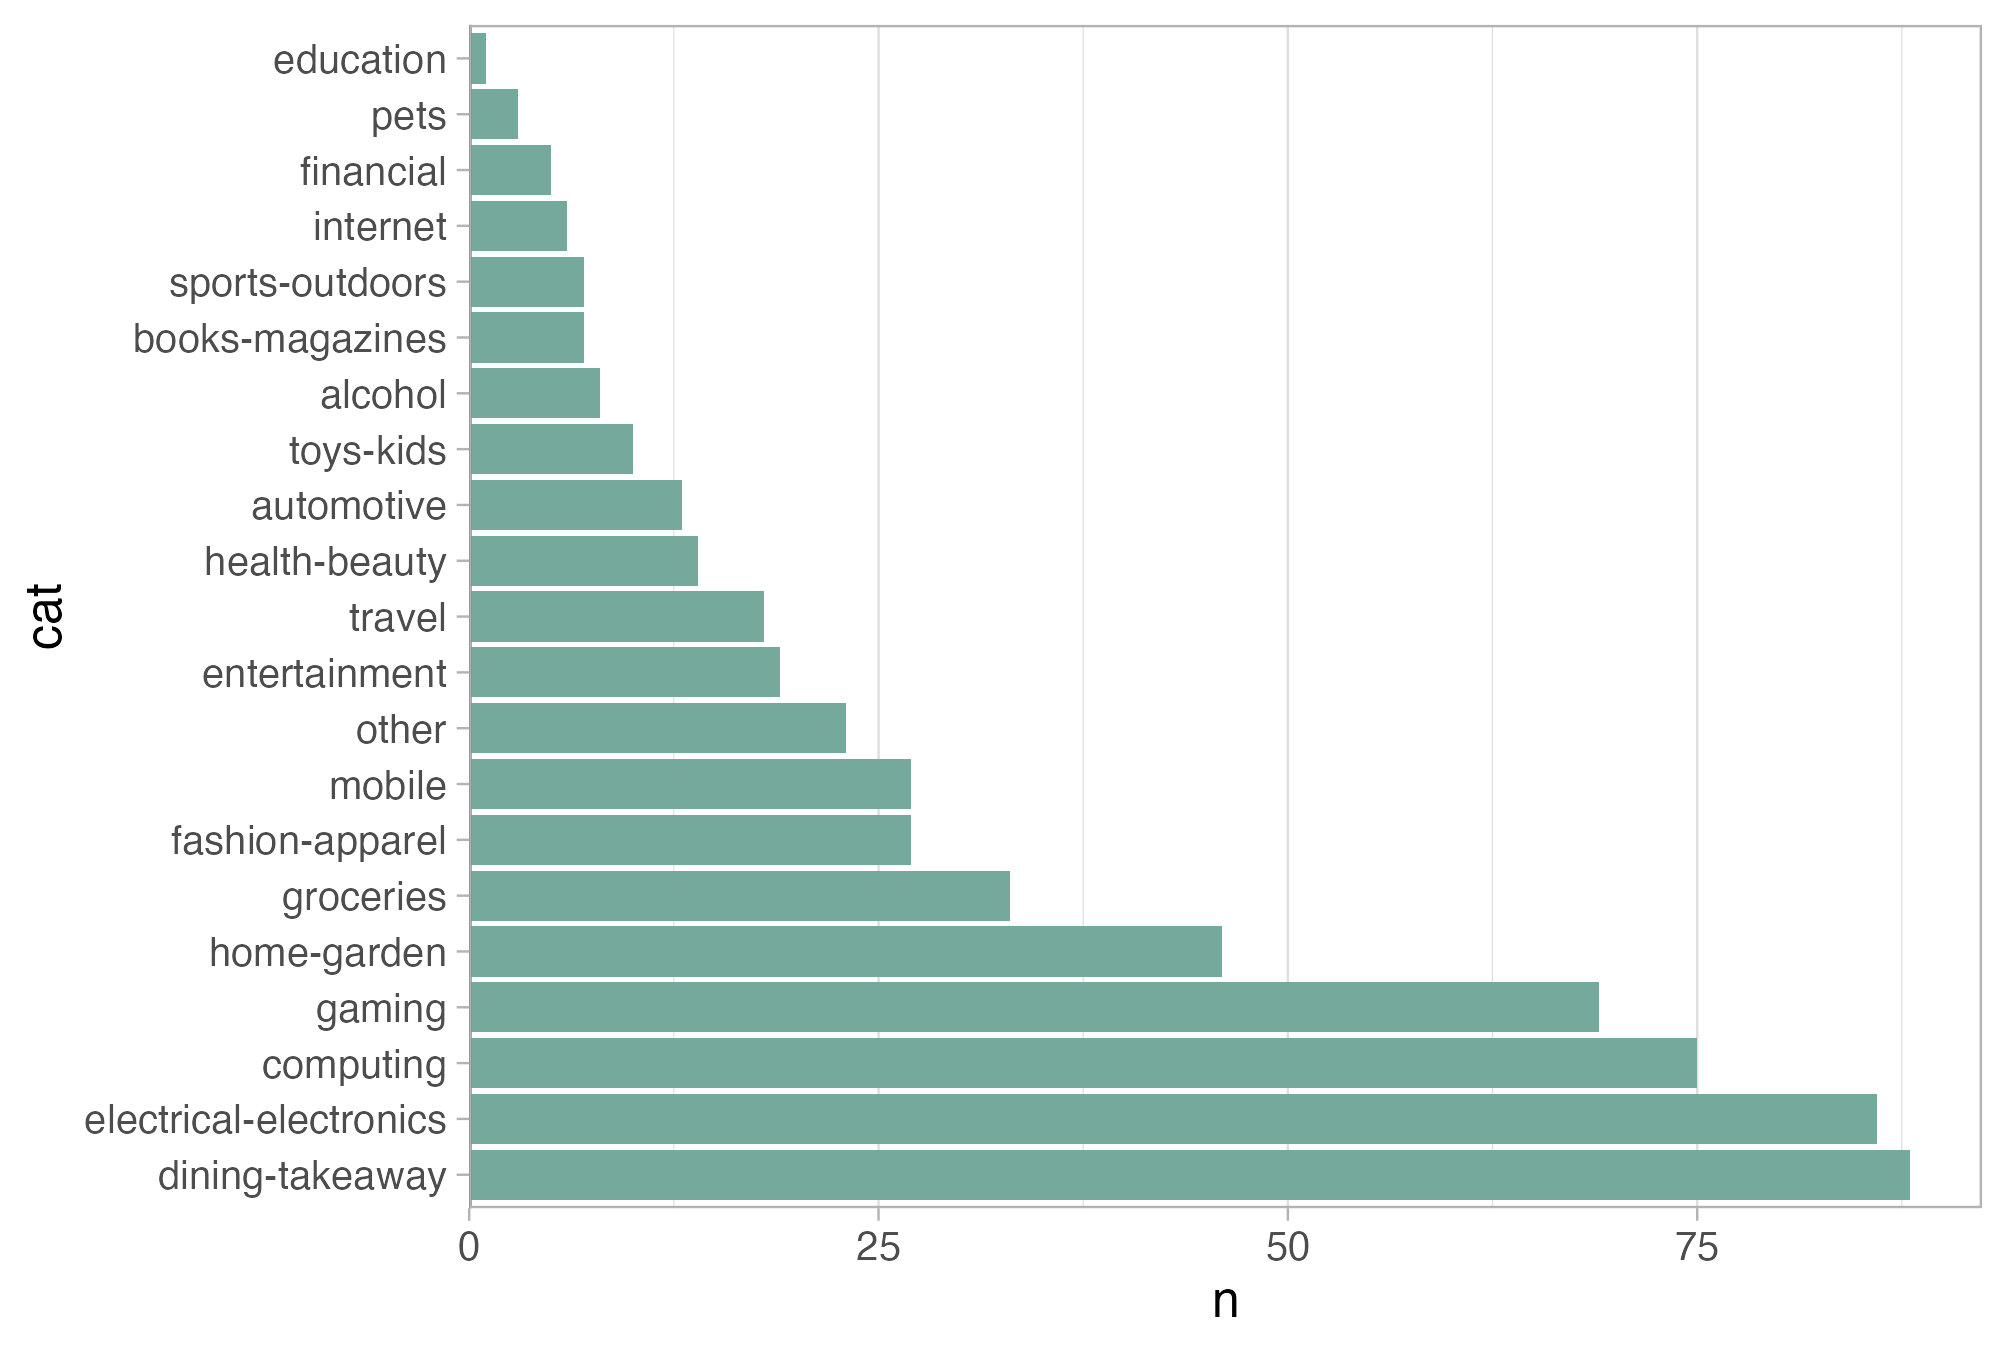 education
pets
financial
internet
sports-outdoors
books-magazines
alcohol
toys-kids
automotive
health-beauty
travel
entertainment
other
mobile
fashion-apparel
groceries
home-garden
gaming
computing
electrical-electronics
dining-takeaway
cat
0 25 50 75
n